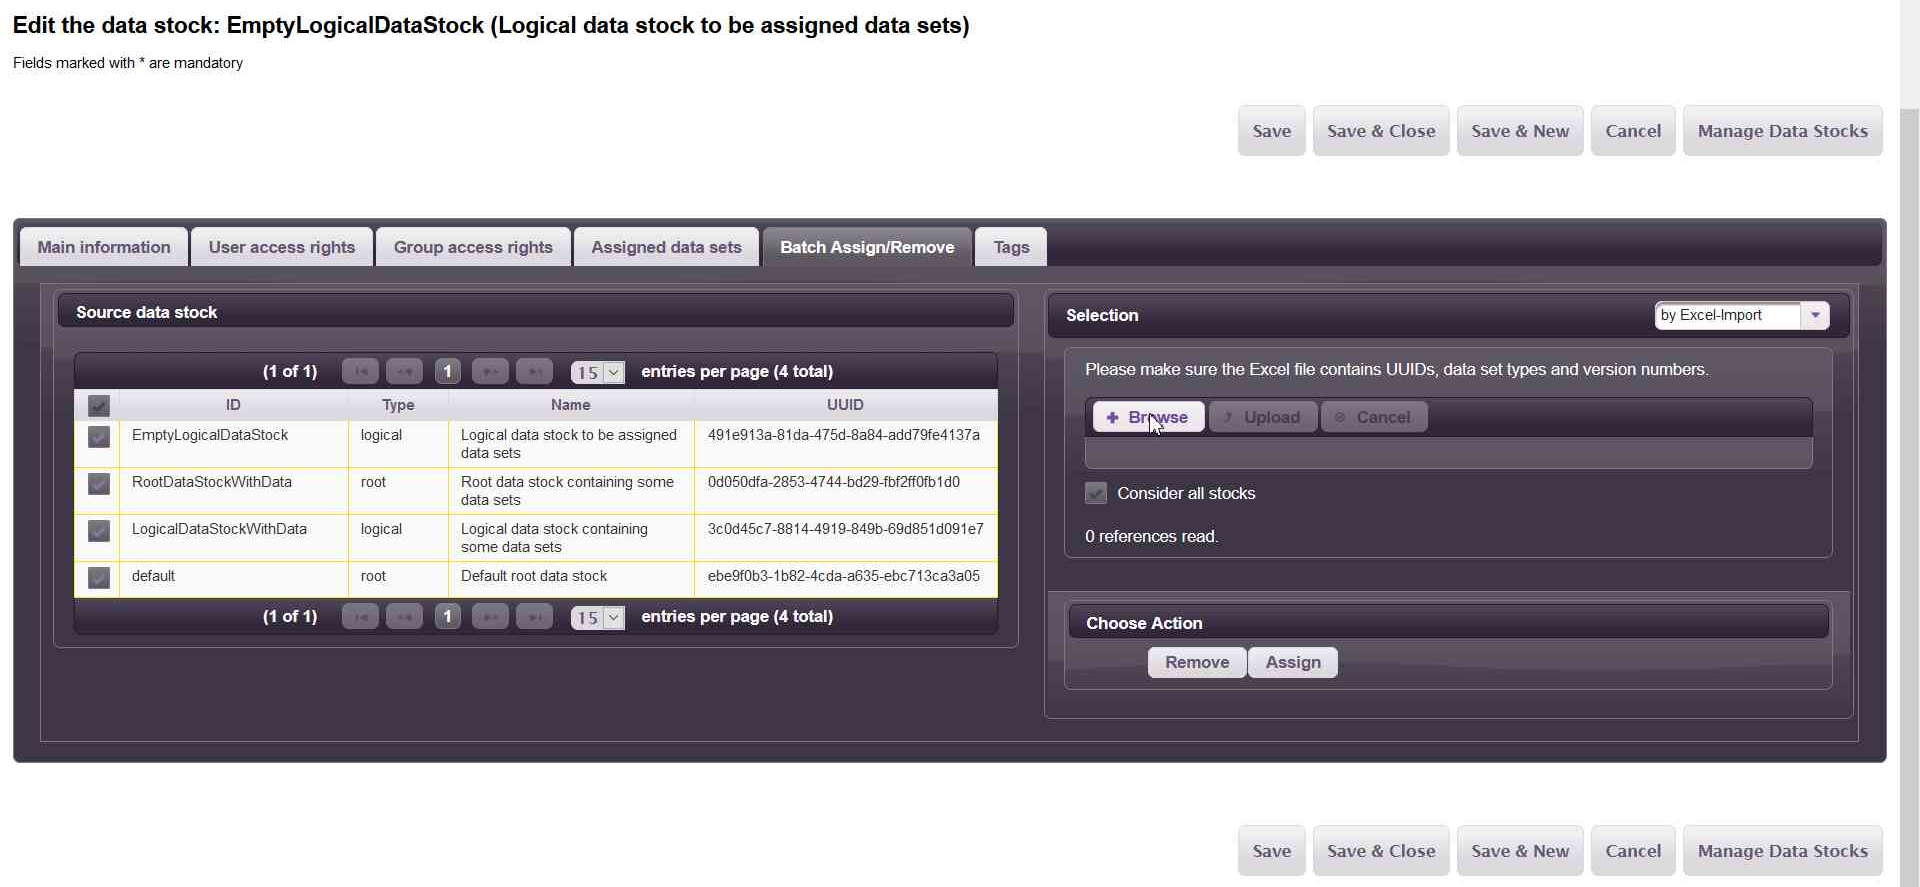 Edit the data stock: EmptyLogicalDataStock (Logical data stock to be assigned data sets)
Fields marked with * are mandatory
Save Save & Close Save & New Cancel Manage Data Stocks
Main information User access rights Group access rights Assigned data sets Batch Assign/Remove Tags
Source data stock
(1 of 1) 1 15 entries per page (4 total)
ID Type Name UUID
EmptyLogicalDataStock logical Logical data stock to be assigned data sets 491e913a-81da-475d-8a84-add79fe4137a
RootDataStockWithData root Root data stock containing some data sets 0d050dfa-2853-4744-bd29-fbf2ff0fb1d0
LogicalDataStockWithData logical Logical data stock containing some data sets 3c0d45c7-8814-4919-849b-69d851d091e7
default root Default root data stock ebe9f0b3-1b82-4cda-a635-ebc713ca3a05
(1 of 1) 1 15 entries per page (4 total)
Selection by Excel-Import
Please make sure the Excel file contains UUIDs, data set types and version numbers.
Browse Upload Cancel
Consider all stocks
0 references read.
Choose Action
Remove Assign
Save Save & Close Save & New Cancel Manage Data Stocks